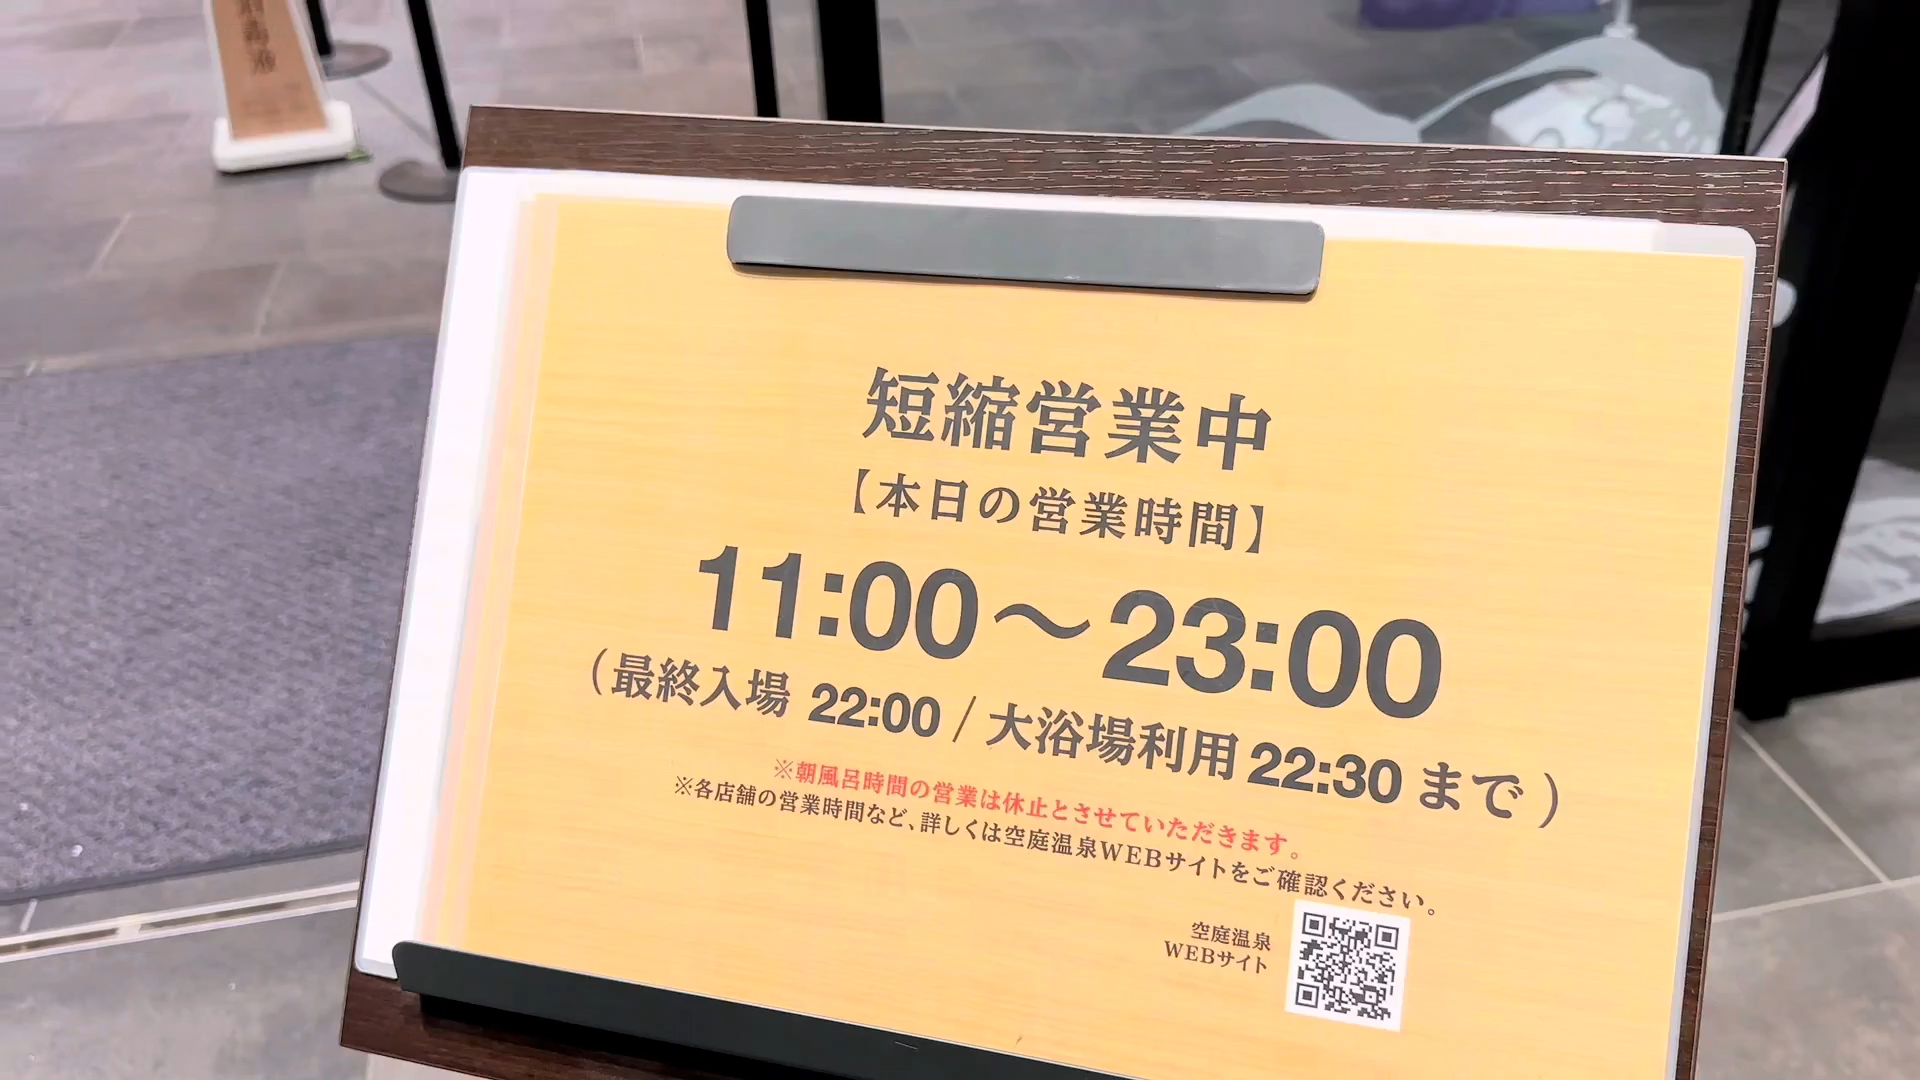 短縮営業中
【本日の営業時間】
11:00～23:00
（最終入場 22:00 / 大浴場利用 22:30 まで）
※朝風呂時間の営業は休止とさせていただきます。
※各店舗の営業時間など、詳しくは空庭温泉WEBサイトをご確認ください。
空庭温泉
WEBサイト